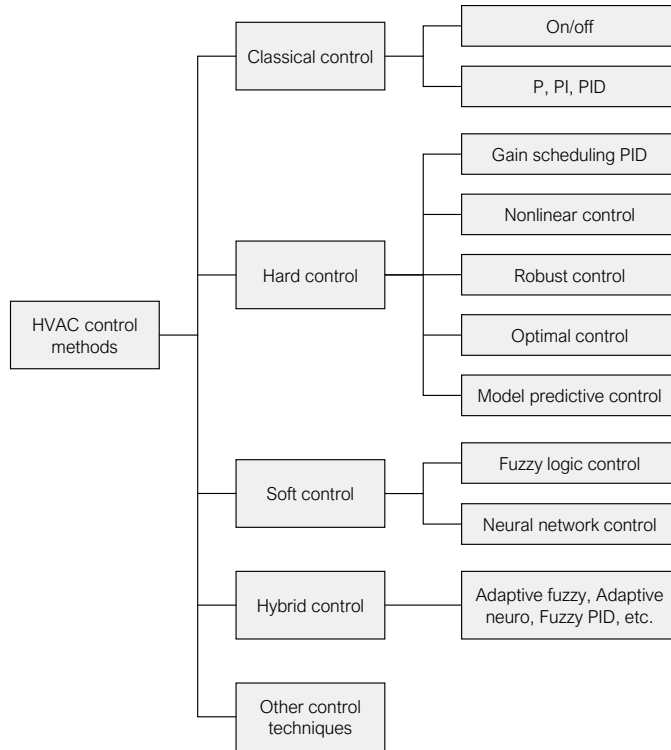 HVAC control
methods
Classical control
On/off
P, PI, PID
Hard control
Gain scheduling PID
Nonlinear control
Robust control
Optimal control
Model predictive control
Soft control
Fuzzy logic control
Neural network control
Hybrid control
Adaptive fuzzy, Adaptive
neuro, Fuzzy PID, etc.
Other control
techniques